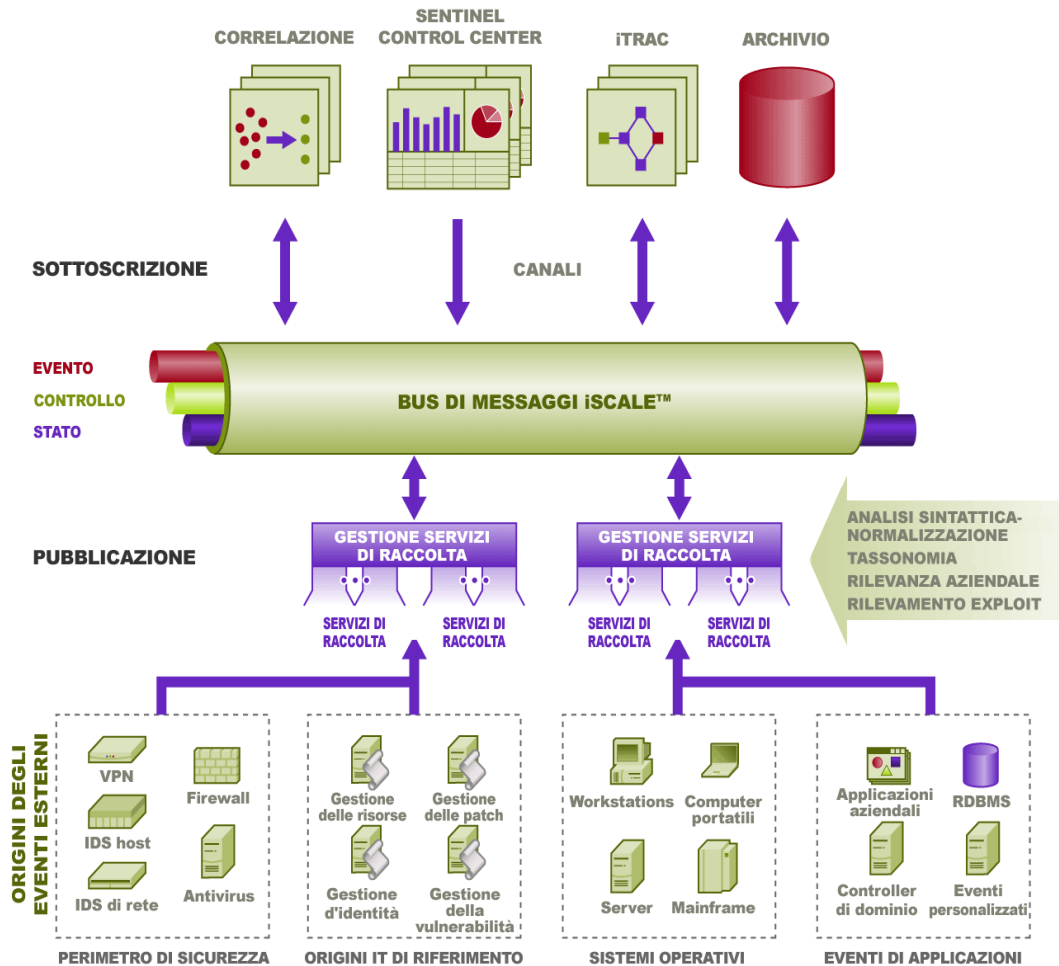 CORRELAZIONE
SENTINEL
CONTROL CENTER
iTRAC
ARCHIVIO
SOTTOSCRIZIONE
CANALI
EVENTO
CONTROLLO
STATO
BUS DI MESSAGGI iSCALE™
PUBBLICAZIONE
GESTIONE SERVIZI
DI RACCOLTA
GESTIONE SERVIZI
DI RACCOLTA
SERVIZI DI
RACCOLTA
SERVIZI DI
RACCOLTA
SERVIZI DI
RACCOLTA
SERVIZI DI
RACCOLTA
ANALISI SINTATTICA-
NORMALIZZAZIONE
TASSONOMIA
RILEVANZA AZIENDALE
RILEVAMENTO EXPLOIT
ORIGINI DEGLI
EVENTI ESTERNI
VPN
Firewall
IDS host
IDS di rete
Antivirus
PERIMETRO DI SICUREZZA
Gestione
delle risorse
Gestione
delle patch
Gestione
d'identità
Gestione
della
vulnerabilità
ORIGINI IT DI RIFERIMENTO
Workstations
Computer
portatili
Server
Mainframe
SISTEMI OPERATIVI
Applicazioni
aziendali
RDBMS
Controller
di dominio
Eventi
personalizzati
EVENTI DI APPLICAZIONI